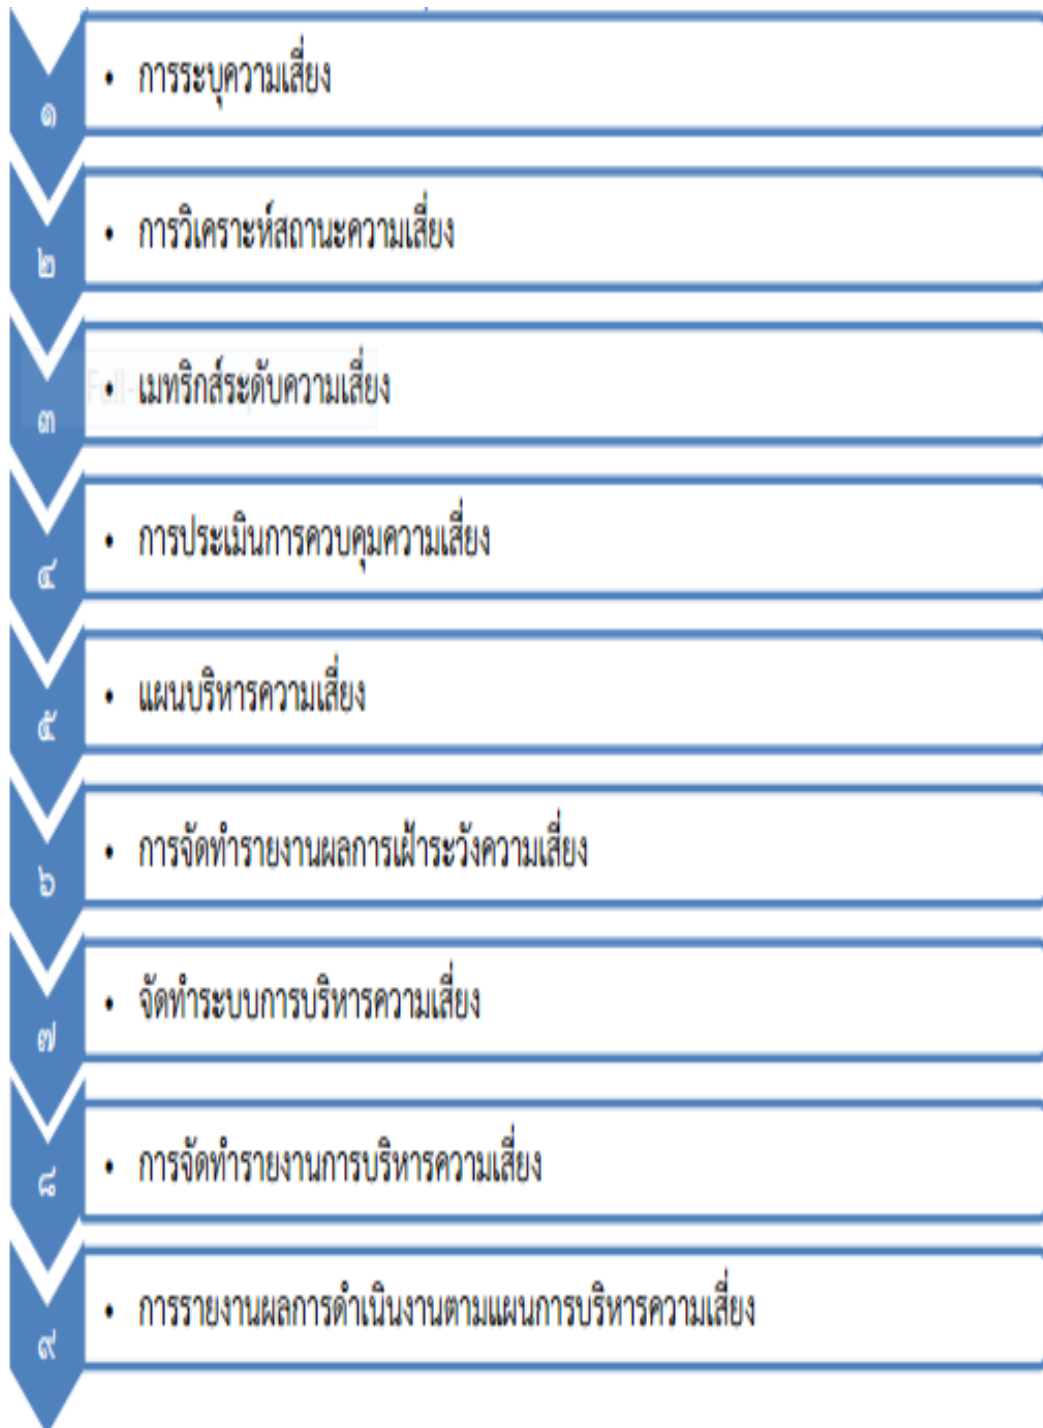 ๑
• การระบุความเสี่ยง
๒
• การวิเคราะห์สถานะความเสี่ยง
๓
• เมทริกส์ระดับความเสี่ยง
๔
• การประเมินการควบคุมความเสี่ยง
๕
• แผนบริหารความเสี่ยง
๖
• การจัดทำรายงานผลการเฝ้าระวังความเสี่ยง
๗
• จัดทำระบบการบริหารความเสี่ยง
๘
• การจัดทำรายงานการบริหารความเสี่ยง
๙
• การรายงานผลการดำเนินงานตามแผนการบริหารความเสี่ยง